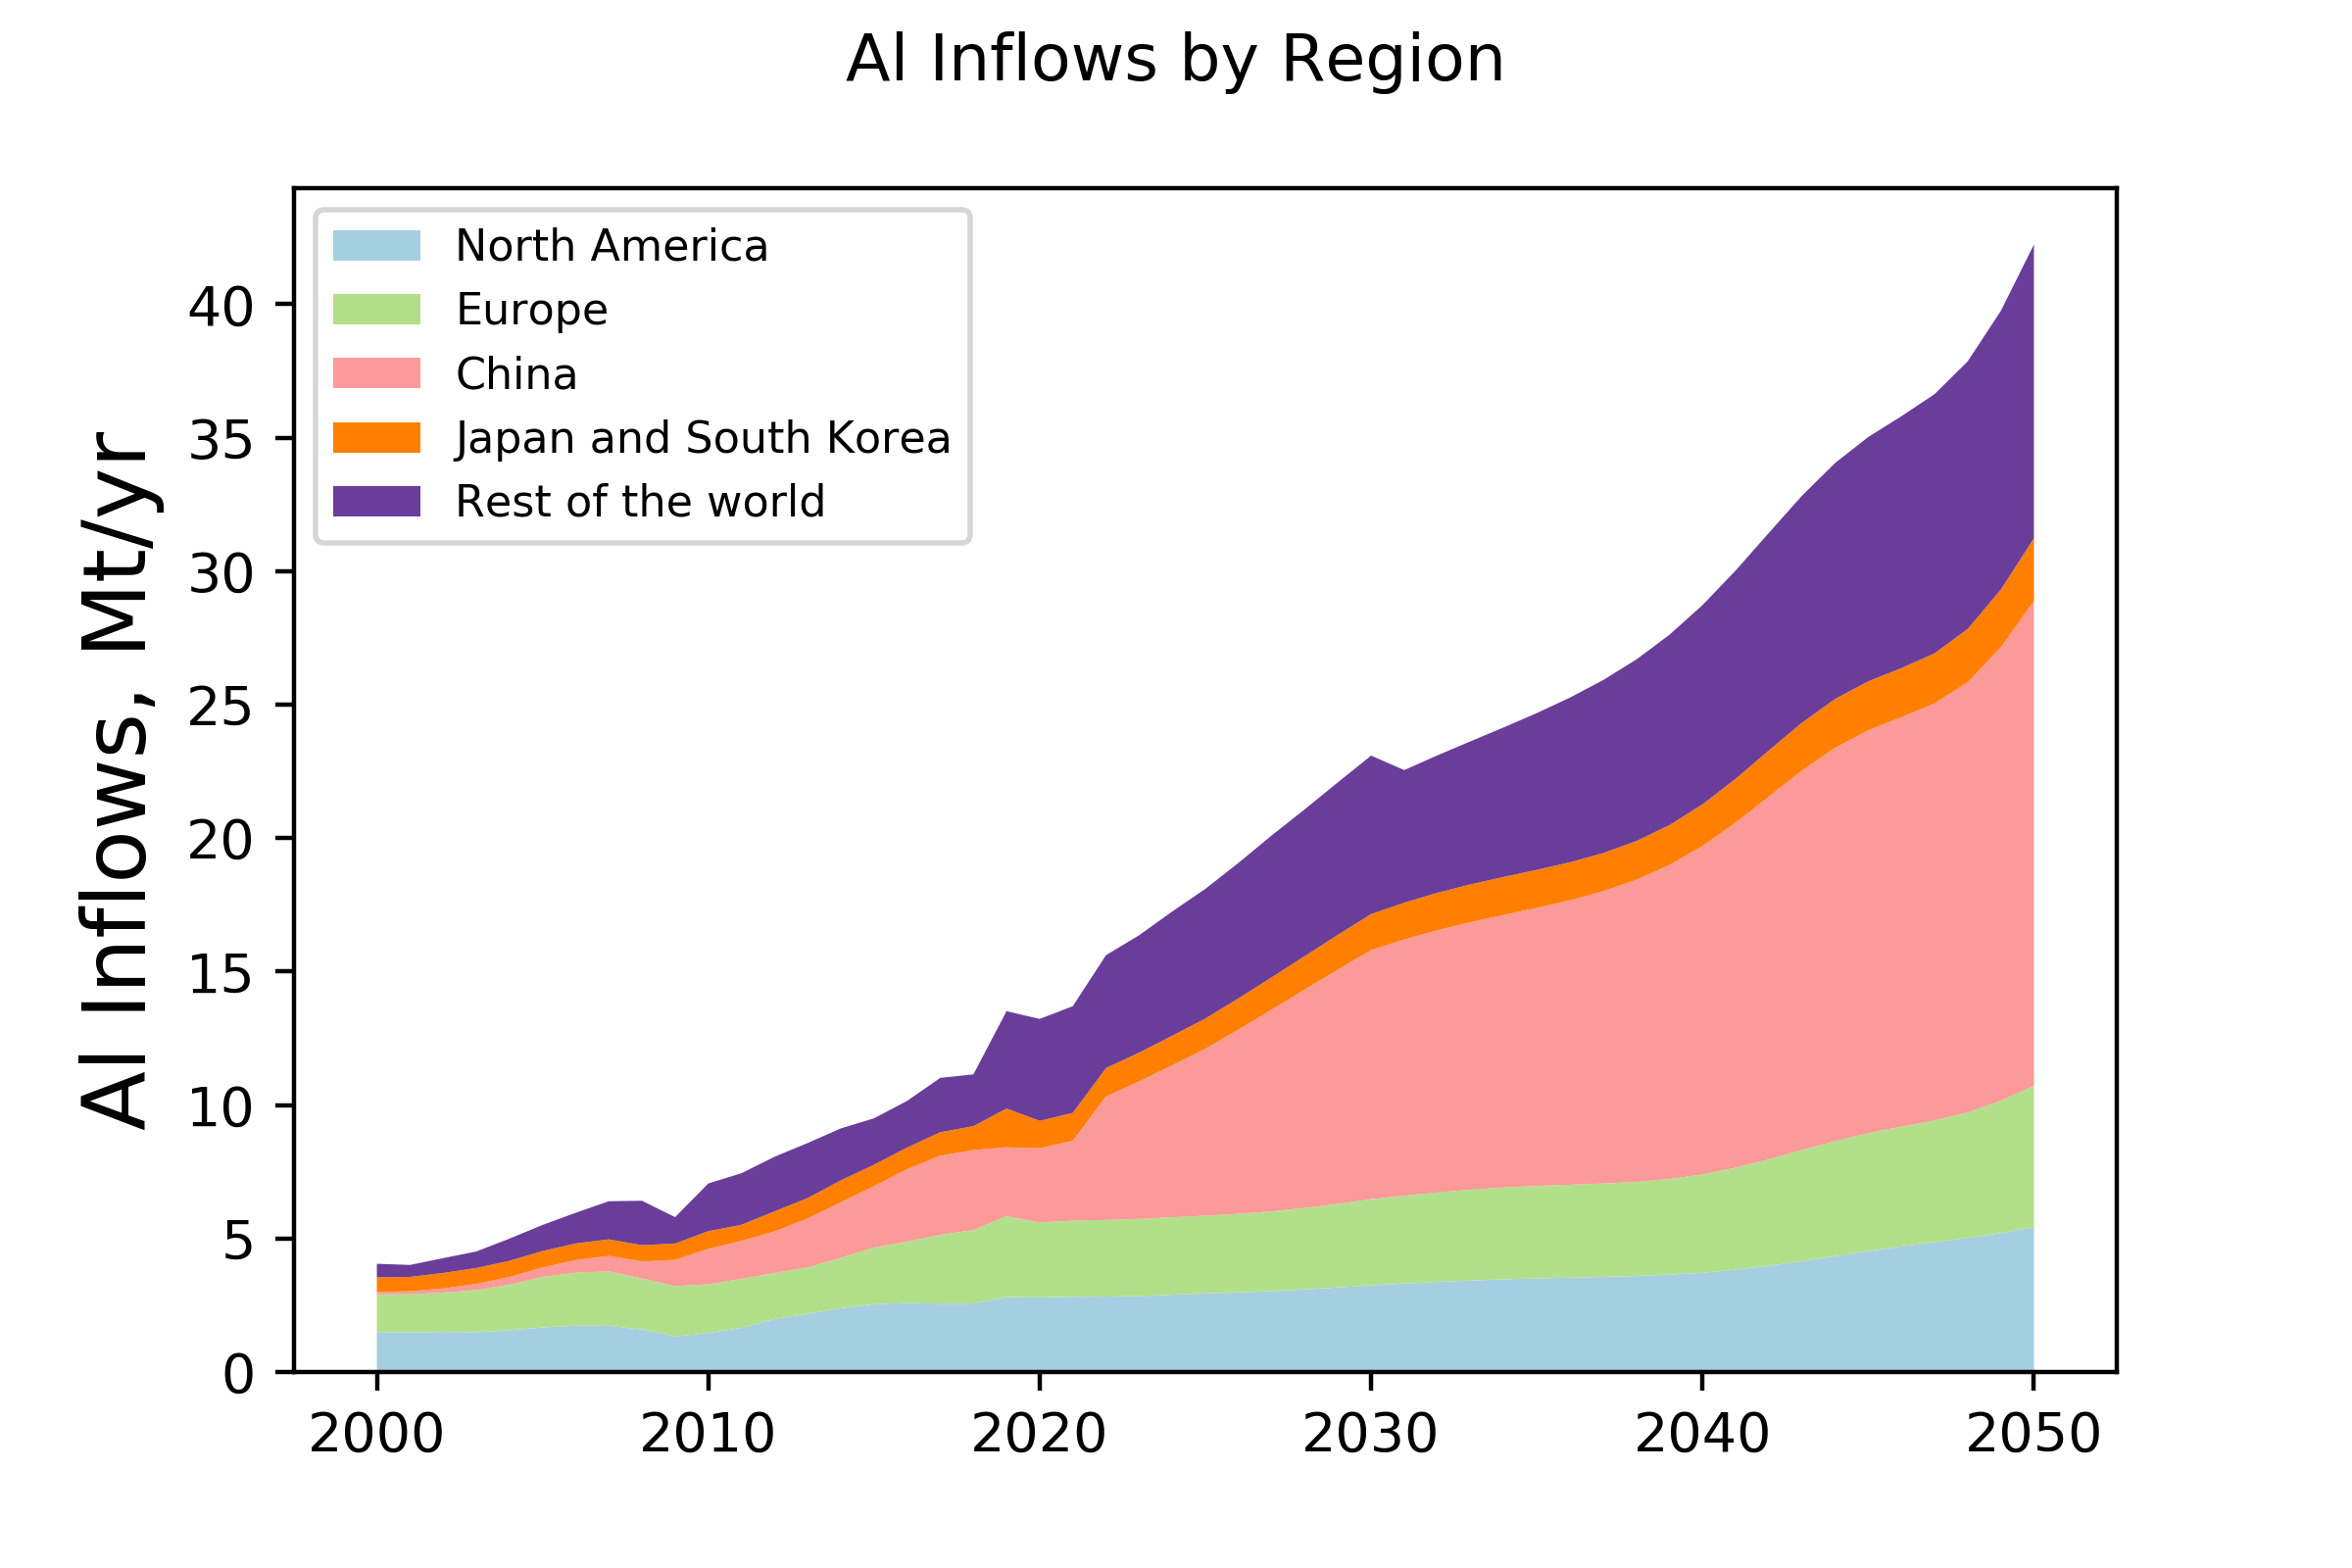 Al Inflows by Region
North America
Europe
China
Japan and South Korea
Rest of the world
Al Inflows, Mt/yr
40
35
30
25
20
15
10
5
0
2000 2010 2020 2030 2040 2050